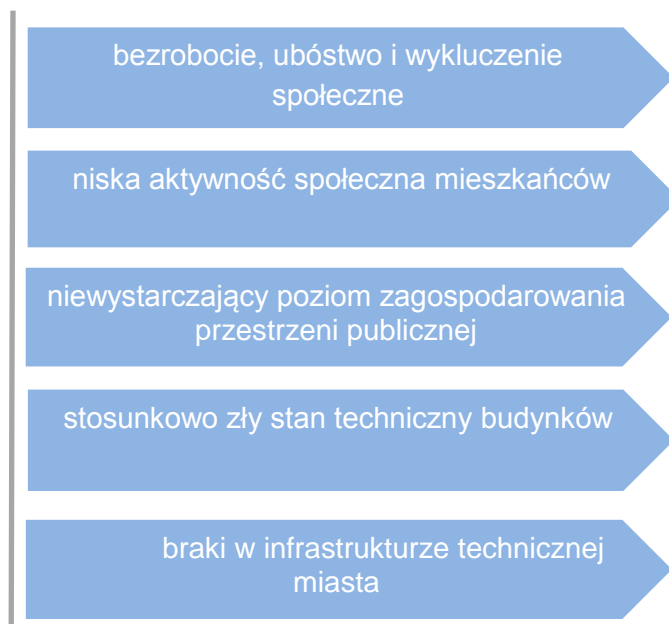 bezrobocie, ubóstwo i wykluczenie
społeczne
niska aktywność społeczna mieszkańców
niewystarczający poziom zagospodarowania
przestrzeni publicznej
stosunkowo zły stan techniczny budynków
braki w infrastrukturze technicznej
miasta